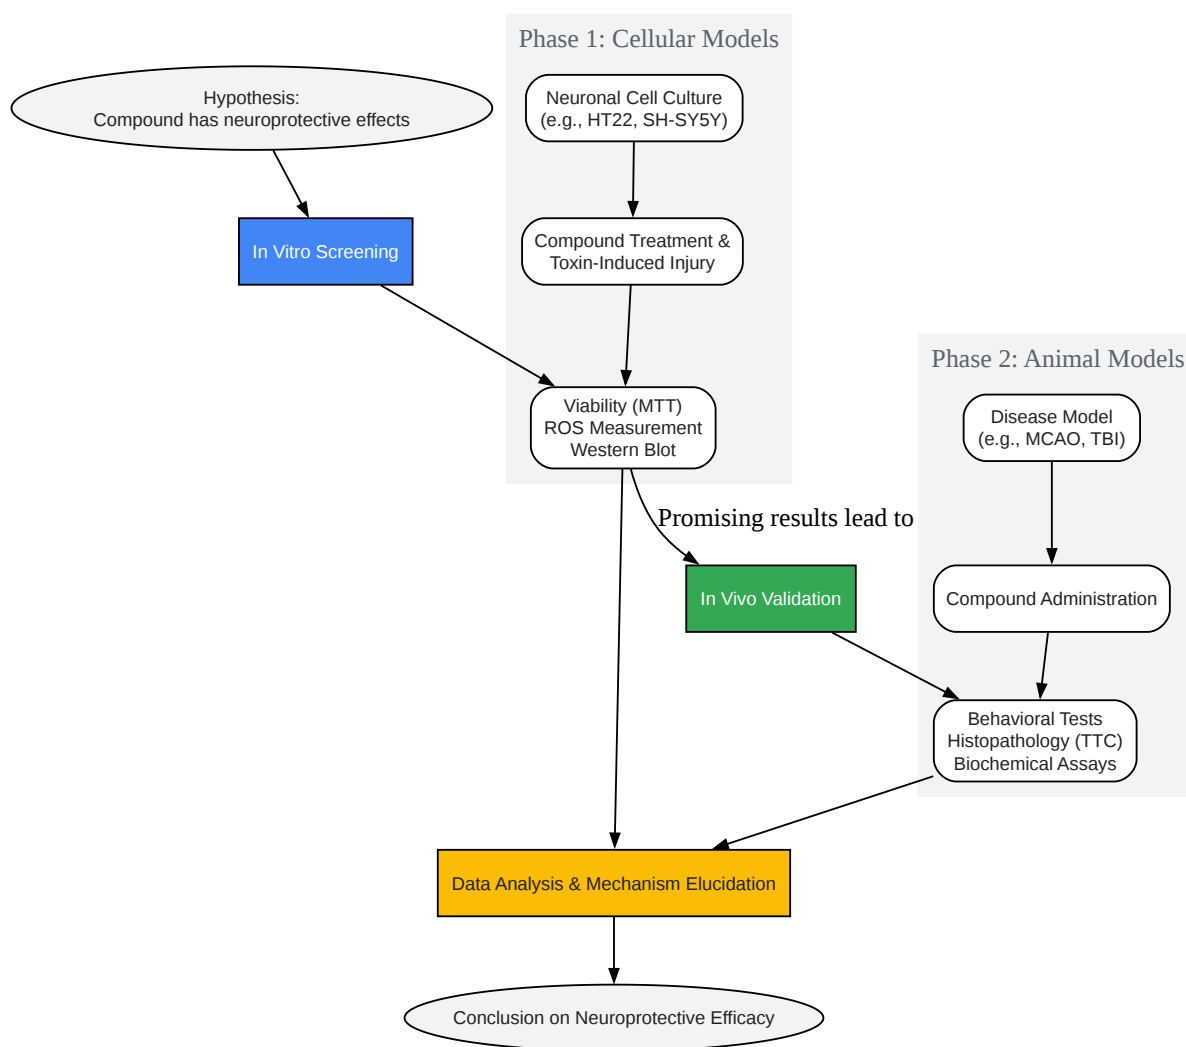 Phase 1: Cellular Models
Hypothesis:
Compound has neuroprotective effects
Neuronal Cell Culture
(e.g., HT22, SH-SY5Y)
In Vitro Screening
Compound Treatment &
Toxin-Induced Injury
Viability (MTT)
ROS Measurement
Western Blot
Phase 2: Animal Models
Disease Model
(e.g., MCAO, TBI)
Promising results lead to
In Vivo Validation
Compound Administration
Behavioral Tests
Histopathology (TTC)
Biochemical Assays
Data Analysis & Mechanism Elucidation
Conclusion on Neuroprotective Efficacy